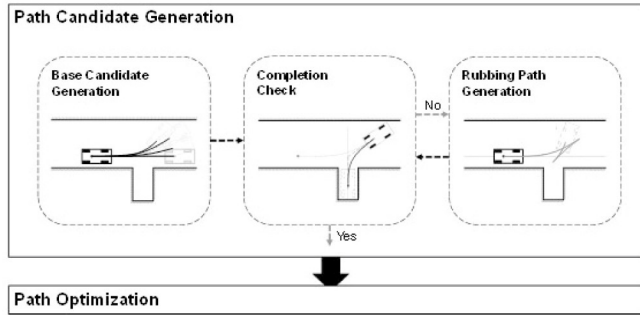 Path Candidate Generation
Base Candidate
Generation
Completion
Check
Rubbing Path
Generation
No
Yes
Path Optimization